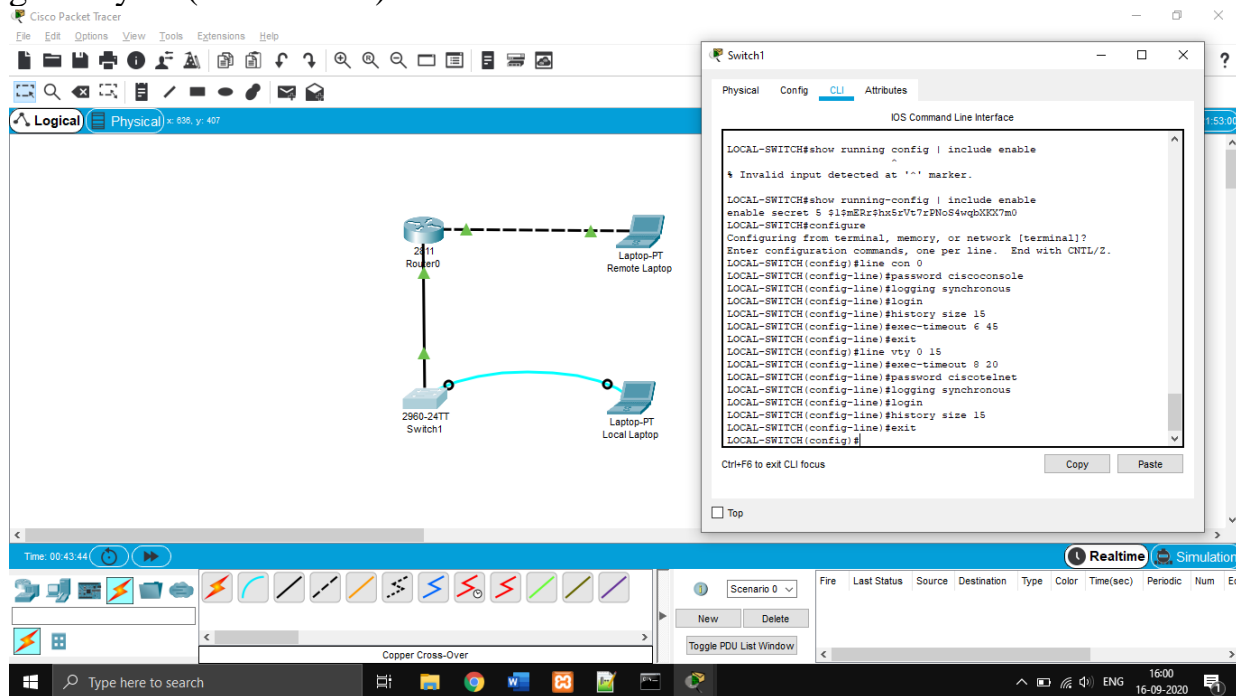 Cisco Packet Tracer
File Edit Options View Tools Extensions Help
Logical Physical x: 636, y: 407
1:53:00
2811
Router0
Laptop-PT
Remote Laptop
2960-24TT
Switch1
Laptop-PT
Local Laptop
Switch1
Physical Config CLI Attributes
IOS Command Line Interface
LOCAL-SWITCH#show running config | include enable
^
% Invalid input detected at '^' marker.
LOCAL-SWITCH#show running-config | include enable
enable secret 5 $1$mERr$hx5rVt7rPNoS4wqbXKX7m0
LOCAL-SWITCH#configure
Configuring from terminal, memory, or network [terminal]?
Enter configuration commands, one per line. End with CNTL/Z.
LOCAL-SWITCH(config)#line con 0
LOCAL-SWITCH(config-line)#password ciscoconsole
LOCAL-SWITCH(config-line)#logging synchronous
LOCAL-SWITCH(config-line)#login
LOCAL-SWITCH(config-line)#history size 15
LOCAL-SWITCH(config-line)#exec-timeout 6 45
LOCAL-SWITCH(config-line)#exit
LOCAL-SWITCH(config)#line vty 0 15
LOCAL-SWITCH(config-line)#exec-timeout 8 20
LOCAL-SWITCH(config-line)#password ciscotelnet
LOCAL-SWITCH(config-line)#logging synchronous
LOCAL-SWITCH(config-line)#login
LOCAL-SWITCH(config-line)#history size 15
LOCAL-SWITCH(config-line)#exit
LOCAL-SWITCH(config)#
Ctrl+F6 to exit CLI focus
Copy Paste
Top
Time: 00:43:44
Realtime Simulation
Scenario 0
New Delete
Toggle PDU List Window
Fire Last Status Source Destination Type Color Time(sec) Periodic Num
Copper Cross-Over
Type here to search
ENG
16:00
16-09-2020